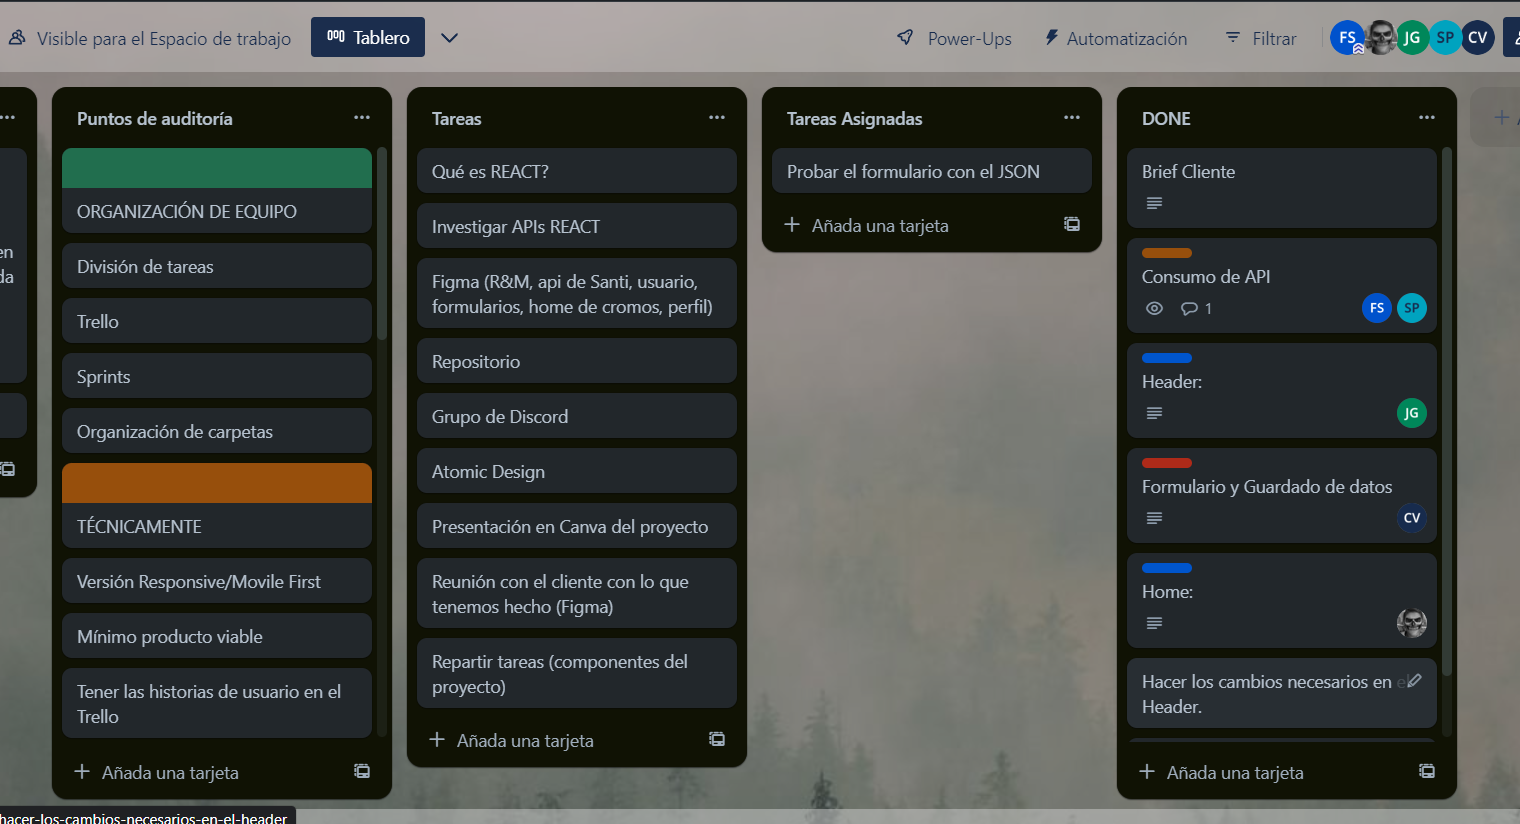 Visible para el Espacio de trabajo
Tablero
Power-Ups
Automatización
Filtrar
FS
JG
SP
CV
en
da
Puntos de auditoría
ORGANIZACIÓN DE EQUIPO
División de tareas
Trello
Sprints
Organización de carpetas
TÉCNICAMENTE
Versión Responsive/Movile First
Mínimo producto viable
Tener las historias de usuario en el
Trello
+ Añada una tarjeta
Tareas
Qué es REACT?
Investigar APIs REACT
Figma (R&M, api de Santi, usuario,
formularios, home de cromos, perfil)
Repositorio
Grupo de Discord
Atomic Design
Presentación en Canva del proyecto
Reunión con el cliente con lo que
tenemos hecho (Figma)
Repartir tareas (componentes del
proyecto)
+ Añada una tarjeta
Tareas Asignadas
Probar el formulario con el JSON
+ Añada una tarjeta
DONE
Brief Cliente
Consumo de API
1
FS
SP
Header:
JG
Formulario y Guardado de datos
CV
Home:
Hacer los cambios necesarios en el
Header.
+ Añada una tarjeta
hacer-los-cambios-necesarios-en-el-header